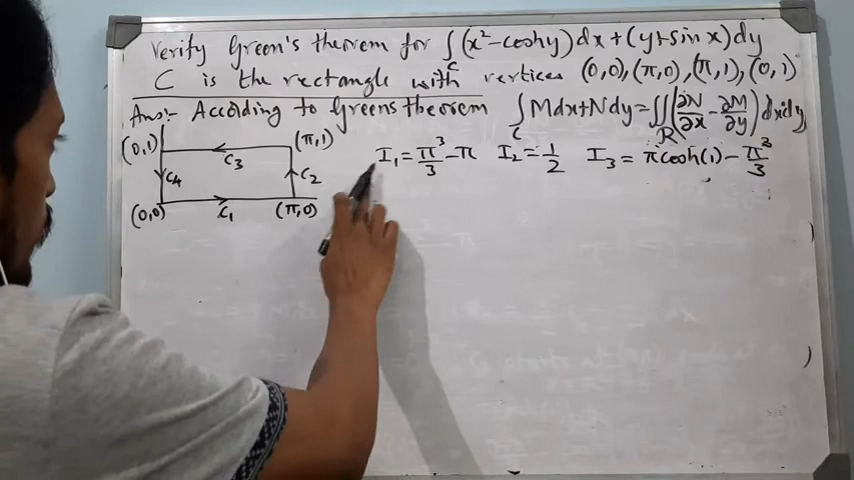 Verify Green's theorem for ∫_C (x² - coshy) dx + (y + sin x) dy
C is the rectangle with vertices (0,0), (π,0), (π,1), (0,1)
Ans:- According to Greens theorem ∫_C Mdx+Ndy = ∬_R (∂N/∂x - ∂M/∂y) dxdy
(0,1) (π,1)
C₃
C₄ C₂
(0,0) C₁ (π,0)
I₁ = π³/3 - π I₂ = 1/2 I₃ = π cosh(1) - π³/3